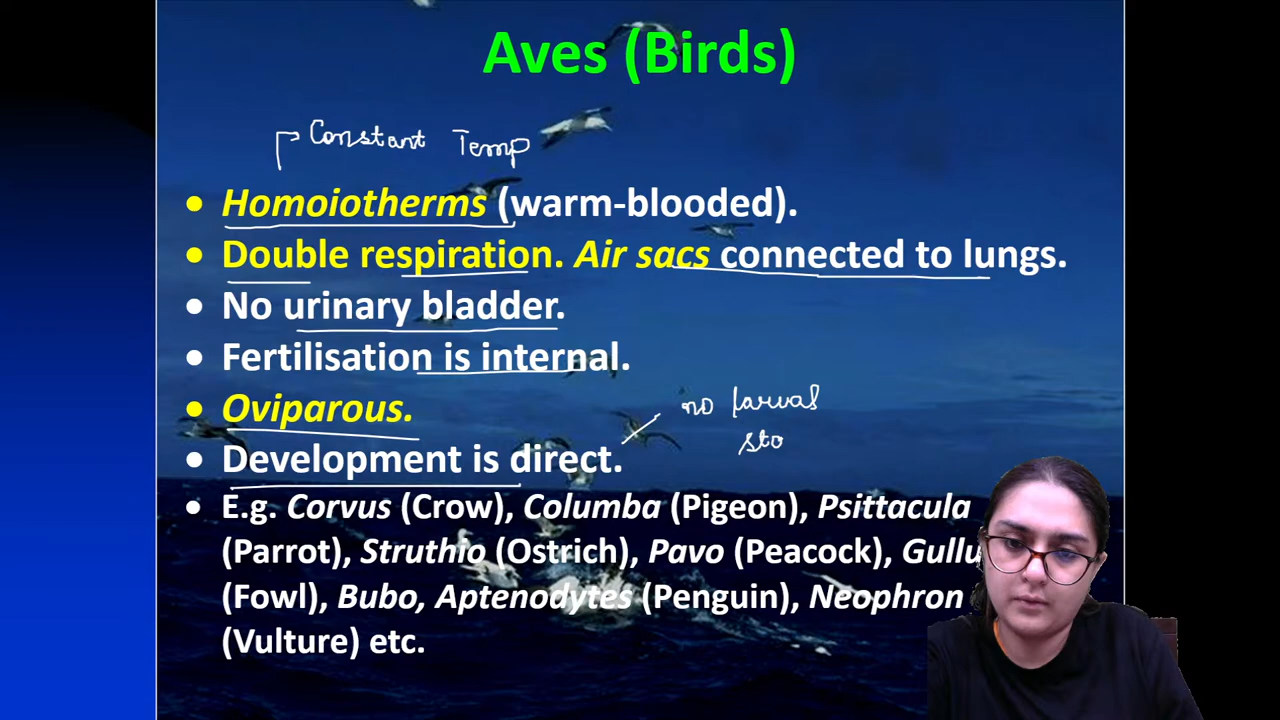 Aves (Birds)
Constant Temp
• Homoiotherms (warm-blooded).
• Double respiration. Air sacs connected to lungs.
• No urinary bladder.
• Fertilisation is internal.
• Oviparous.
no larval
sto
• Development is direct.
• E.g. Corvus (Crow), Columba (Pigeon), Psittacula
(Parrot), Struthio (Ostrich), Pavo (Peacock), Gullu
(Fowl), Bubo, Aptenodytes (Penguin), Neophron
(Vulture) etc.